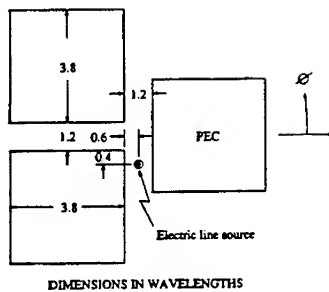 3.8
1.2
1.2 0.6
PEC
ø
0.4
3.8
Electric line source
DIMENSIONS IN WAVELENGTHS